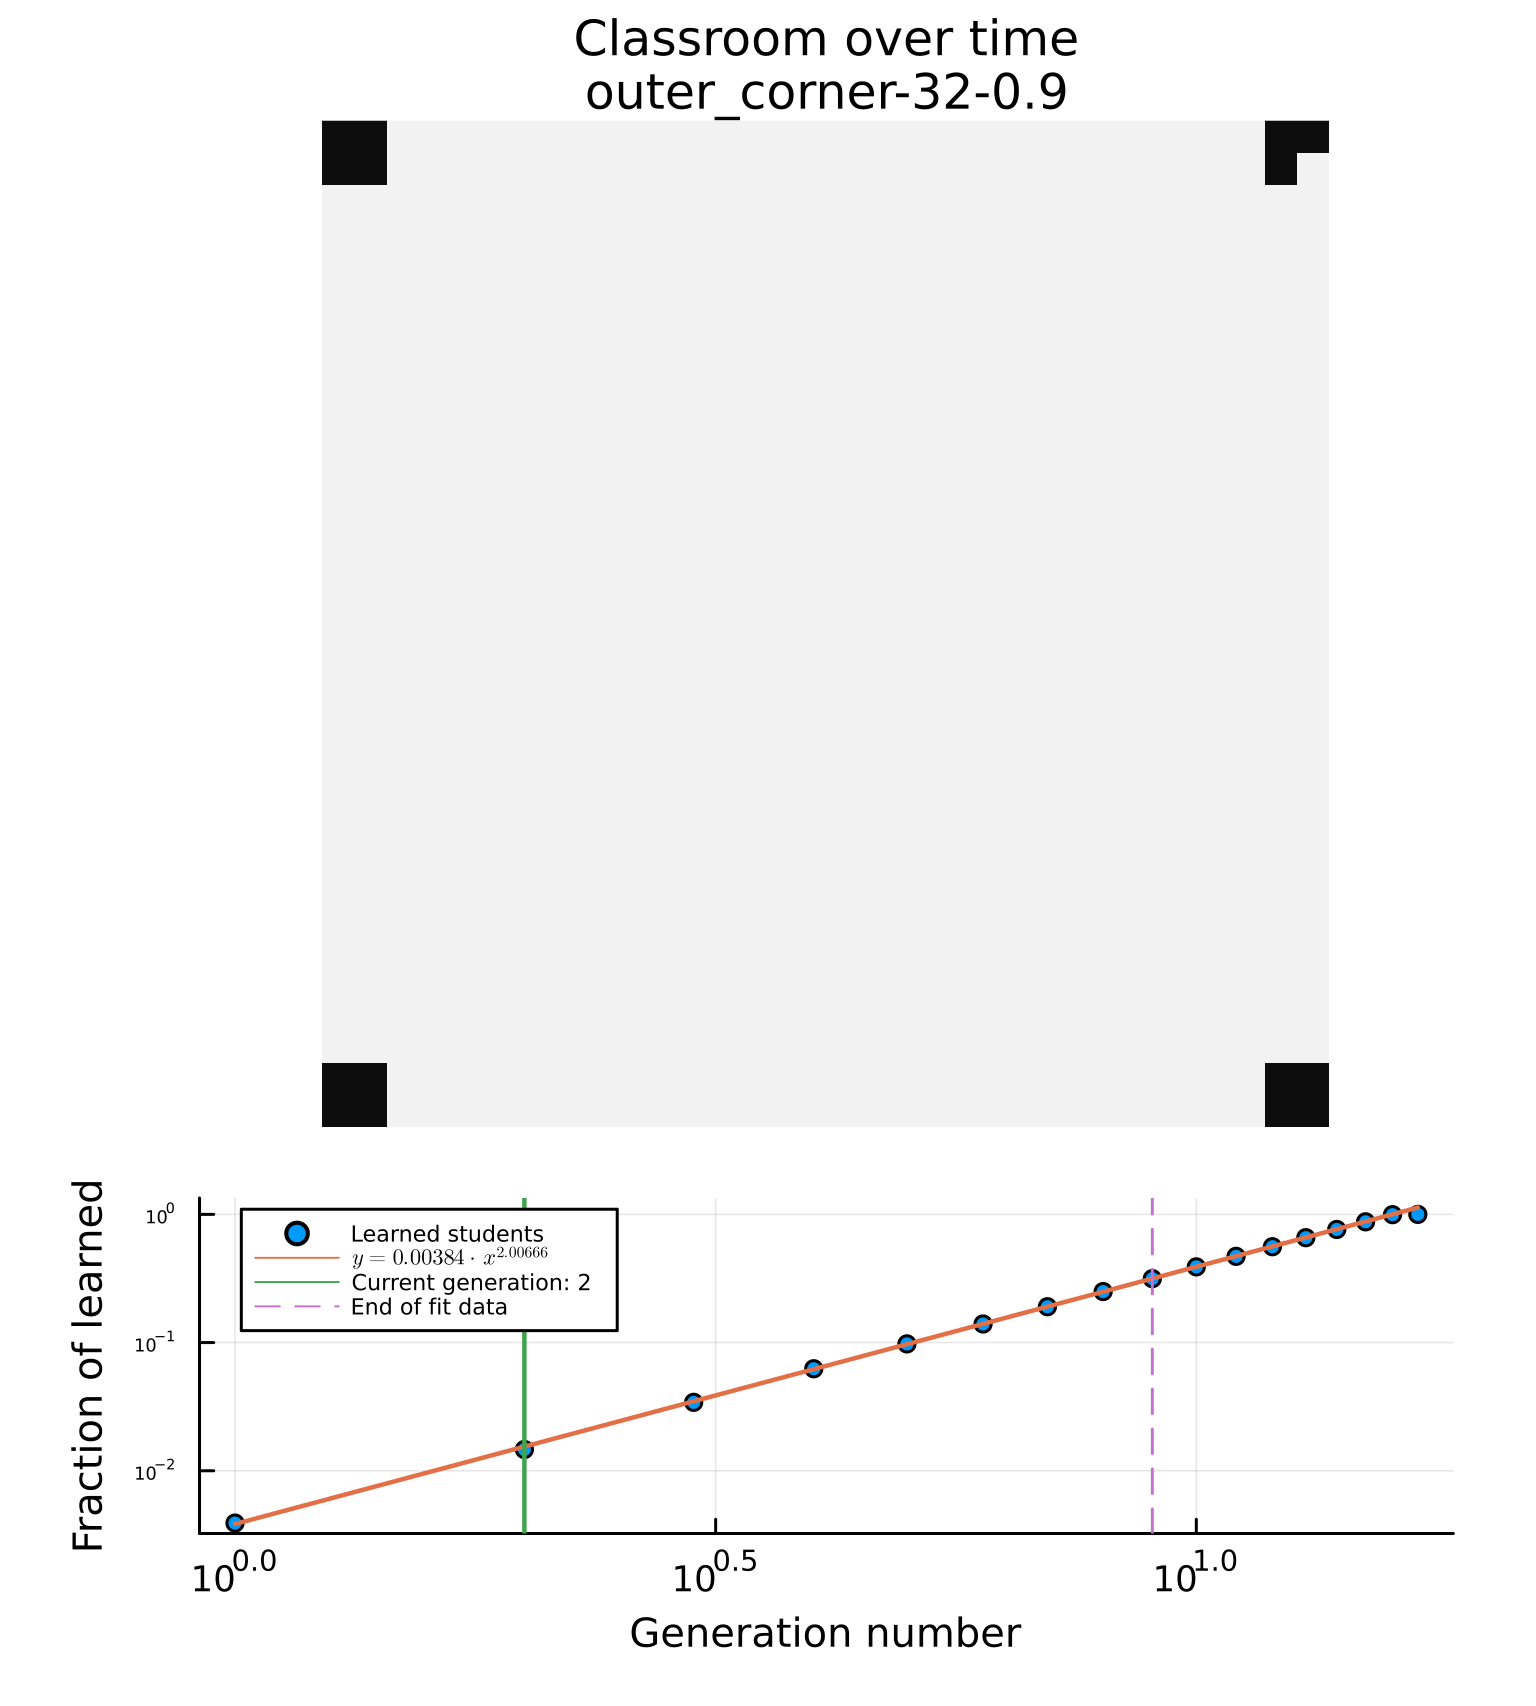 Classroom over time
outer_corner-32-0.9
Fraction of learned
10^0
10^−1
10^−2
Learned students
y = 0.00384 · x^2.00666
Current generation: 2
End of fit data
10^0.0 10^0.5 10^1.0
Generation number